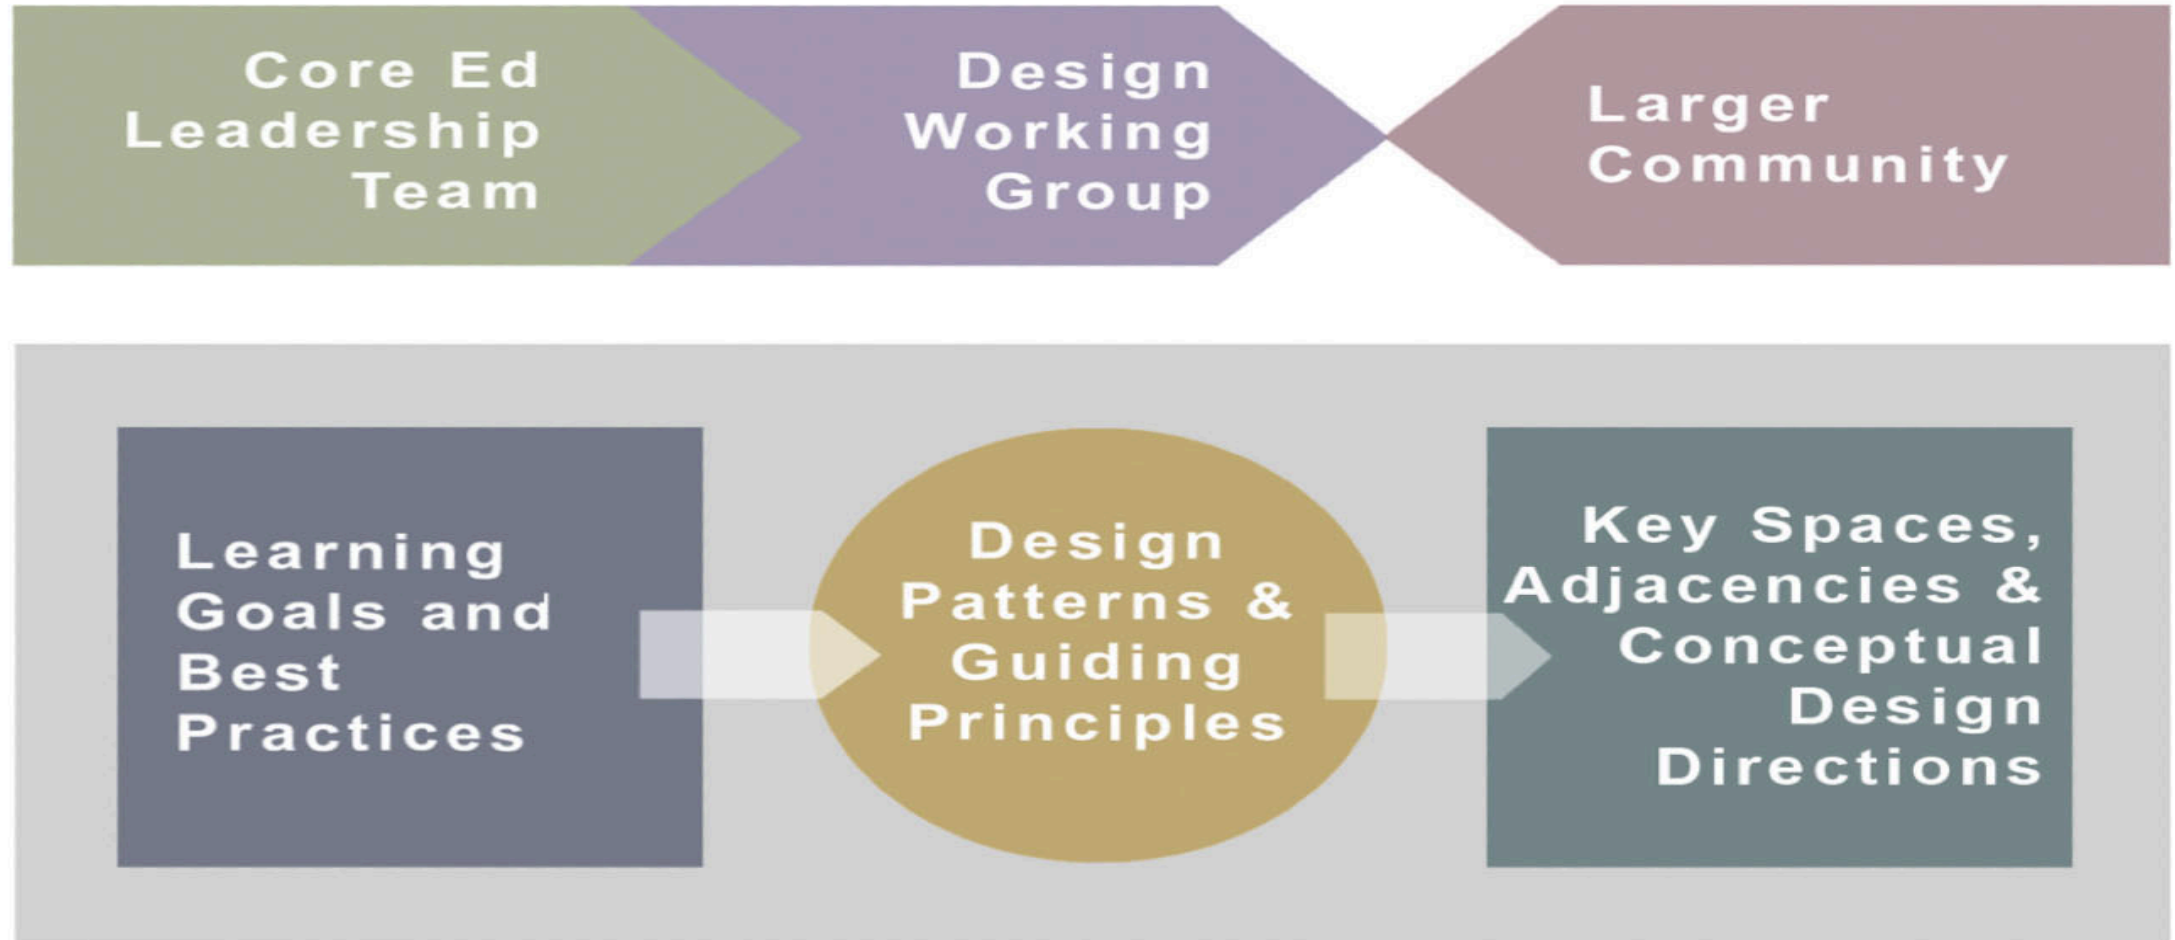 Core Ed
Leadership
Team
Design
Working
Group
Larger
Community
Learning
Goals and
Best
Practices
Design
Patterns &
Guiding
Principles
Key Spaces,
Adjacencies &
Conceptual
Design
Directions